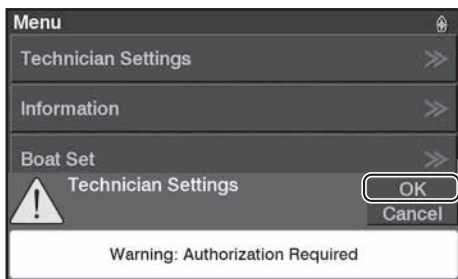 Menu
Technician Settings
Information
Boat Set
Technician Settings
OK
Cancel
Warning: Authorization Required